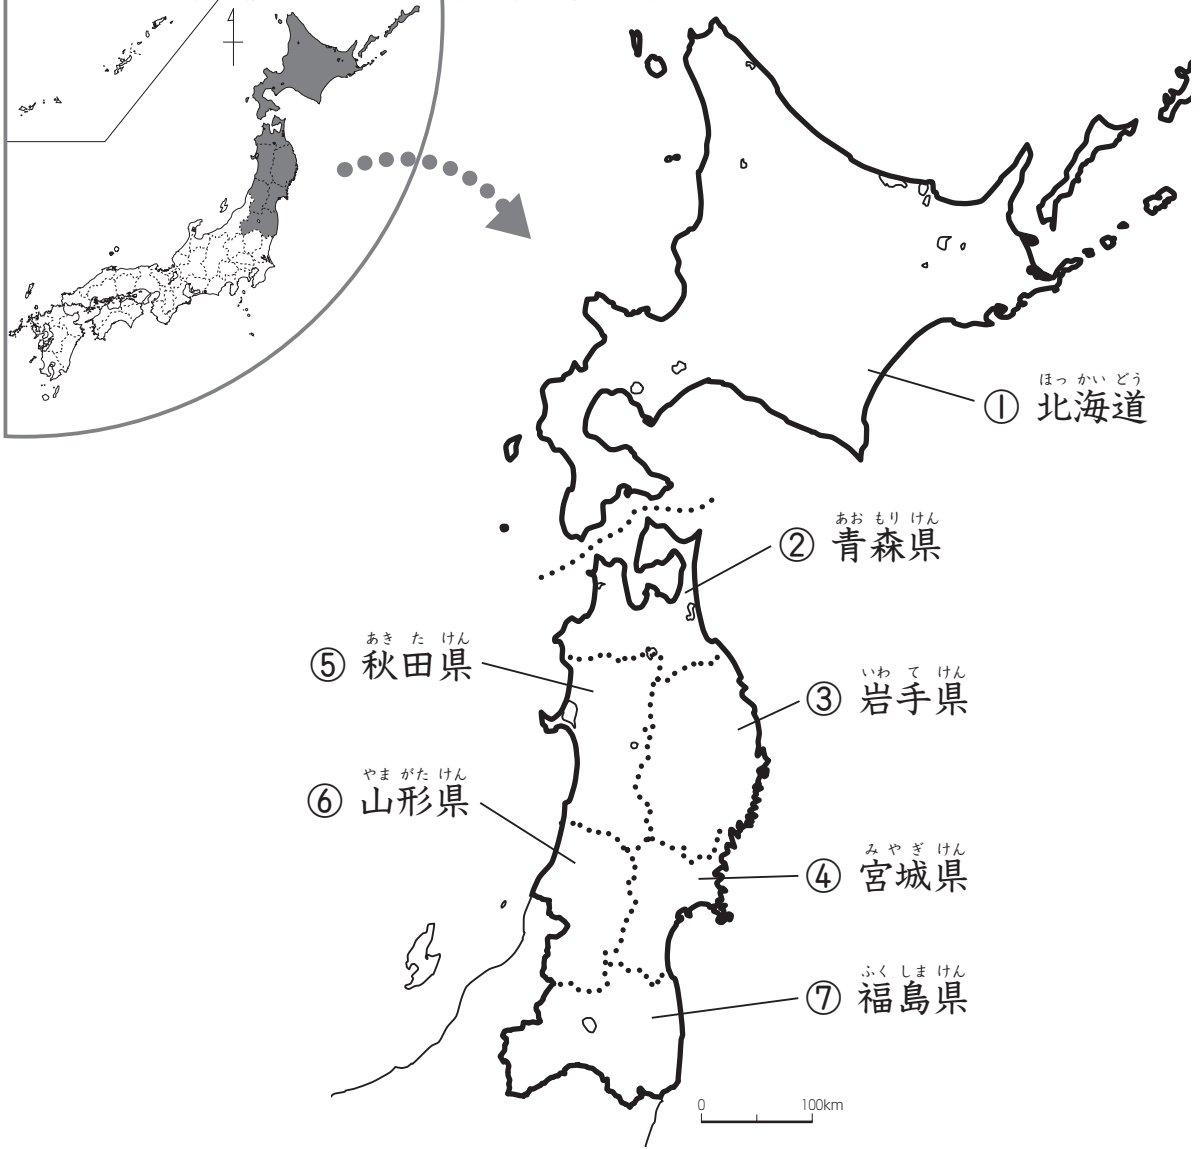 ほっ かい どう
① 北海道
あお もり けん
② 青森県
いわ て けん
③ 岩手県
み や ぎ けん
④ 宮城県
あき た けん
⑤ 秋田県
やま がた けん
⑥ 山形県
ふく しま けん
⑦ 福島県
0 100km